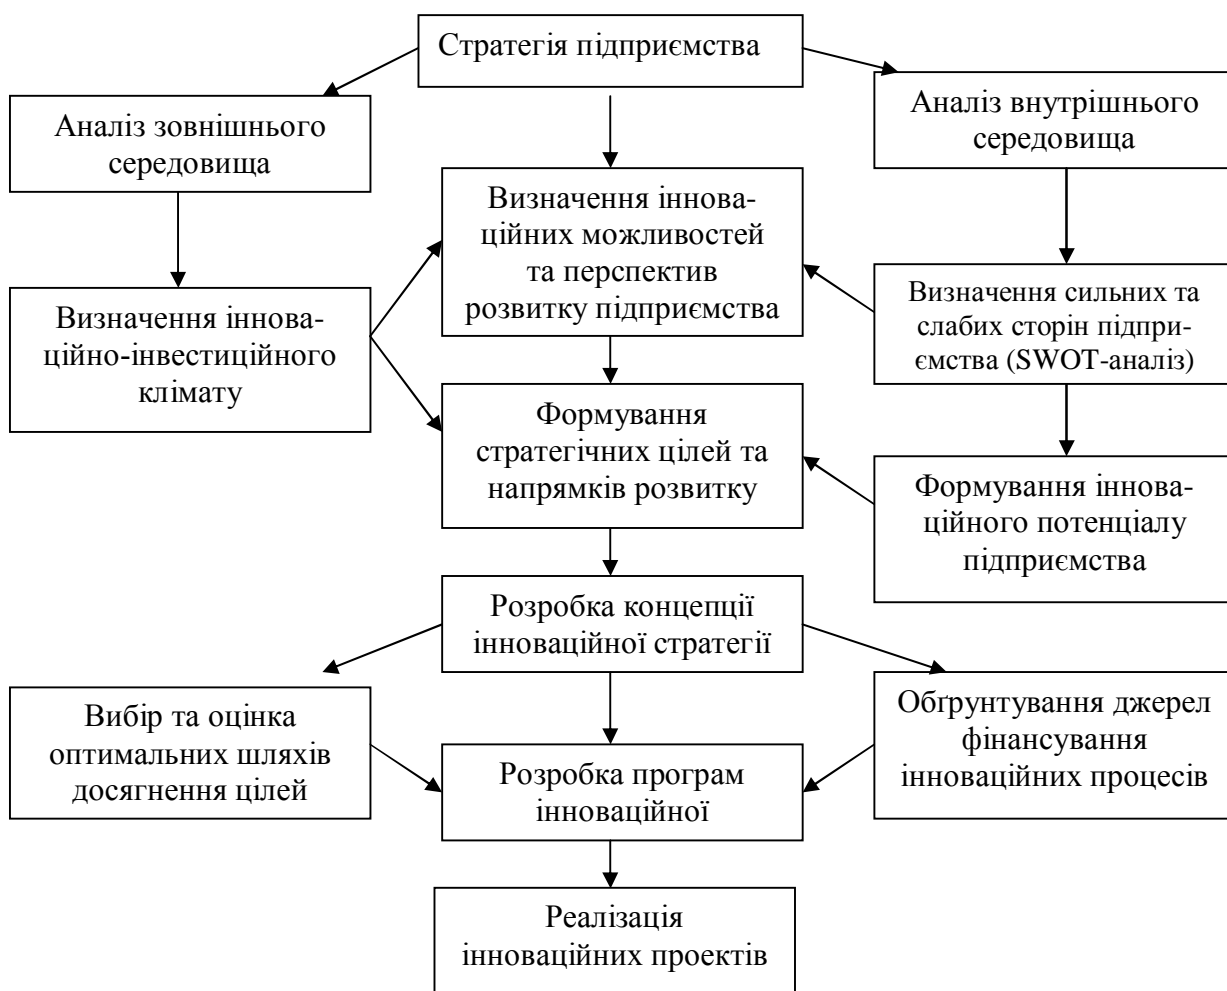 Стратегія підприємства
Аналіз зовнішнього
середовища
Аналіз внутрішнього
середовища
Визначення іннова-
ційних можливостей
та перспектив
розвитку підприємства
Визначення іннова-
ційно-інвестиційного
клімату
Визначення сильних та
слабих сторін підпри-
ємства (SWOT-аналіз)
Формування
стратегічних цілей та
напрямків розвитку
Формування іннова-
ційного потенціалу
підприємства
Розробка концепції
інноваційної стратегії
Вибір та оцінка
оптимальних шляхів
досягнення цілей
Обґрунтування джерел
фінансування
інноваційних процесів
Розробка програм
інноваційної
Реалізація
інноваційних проектів